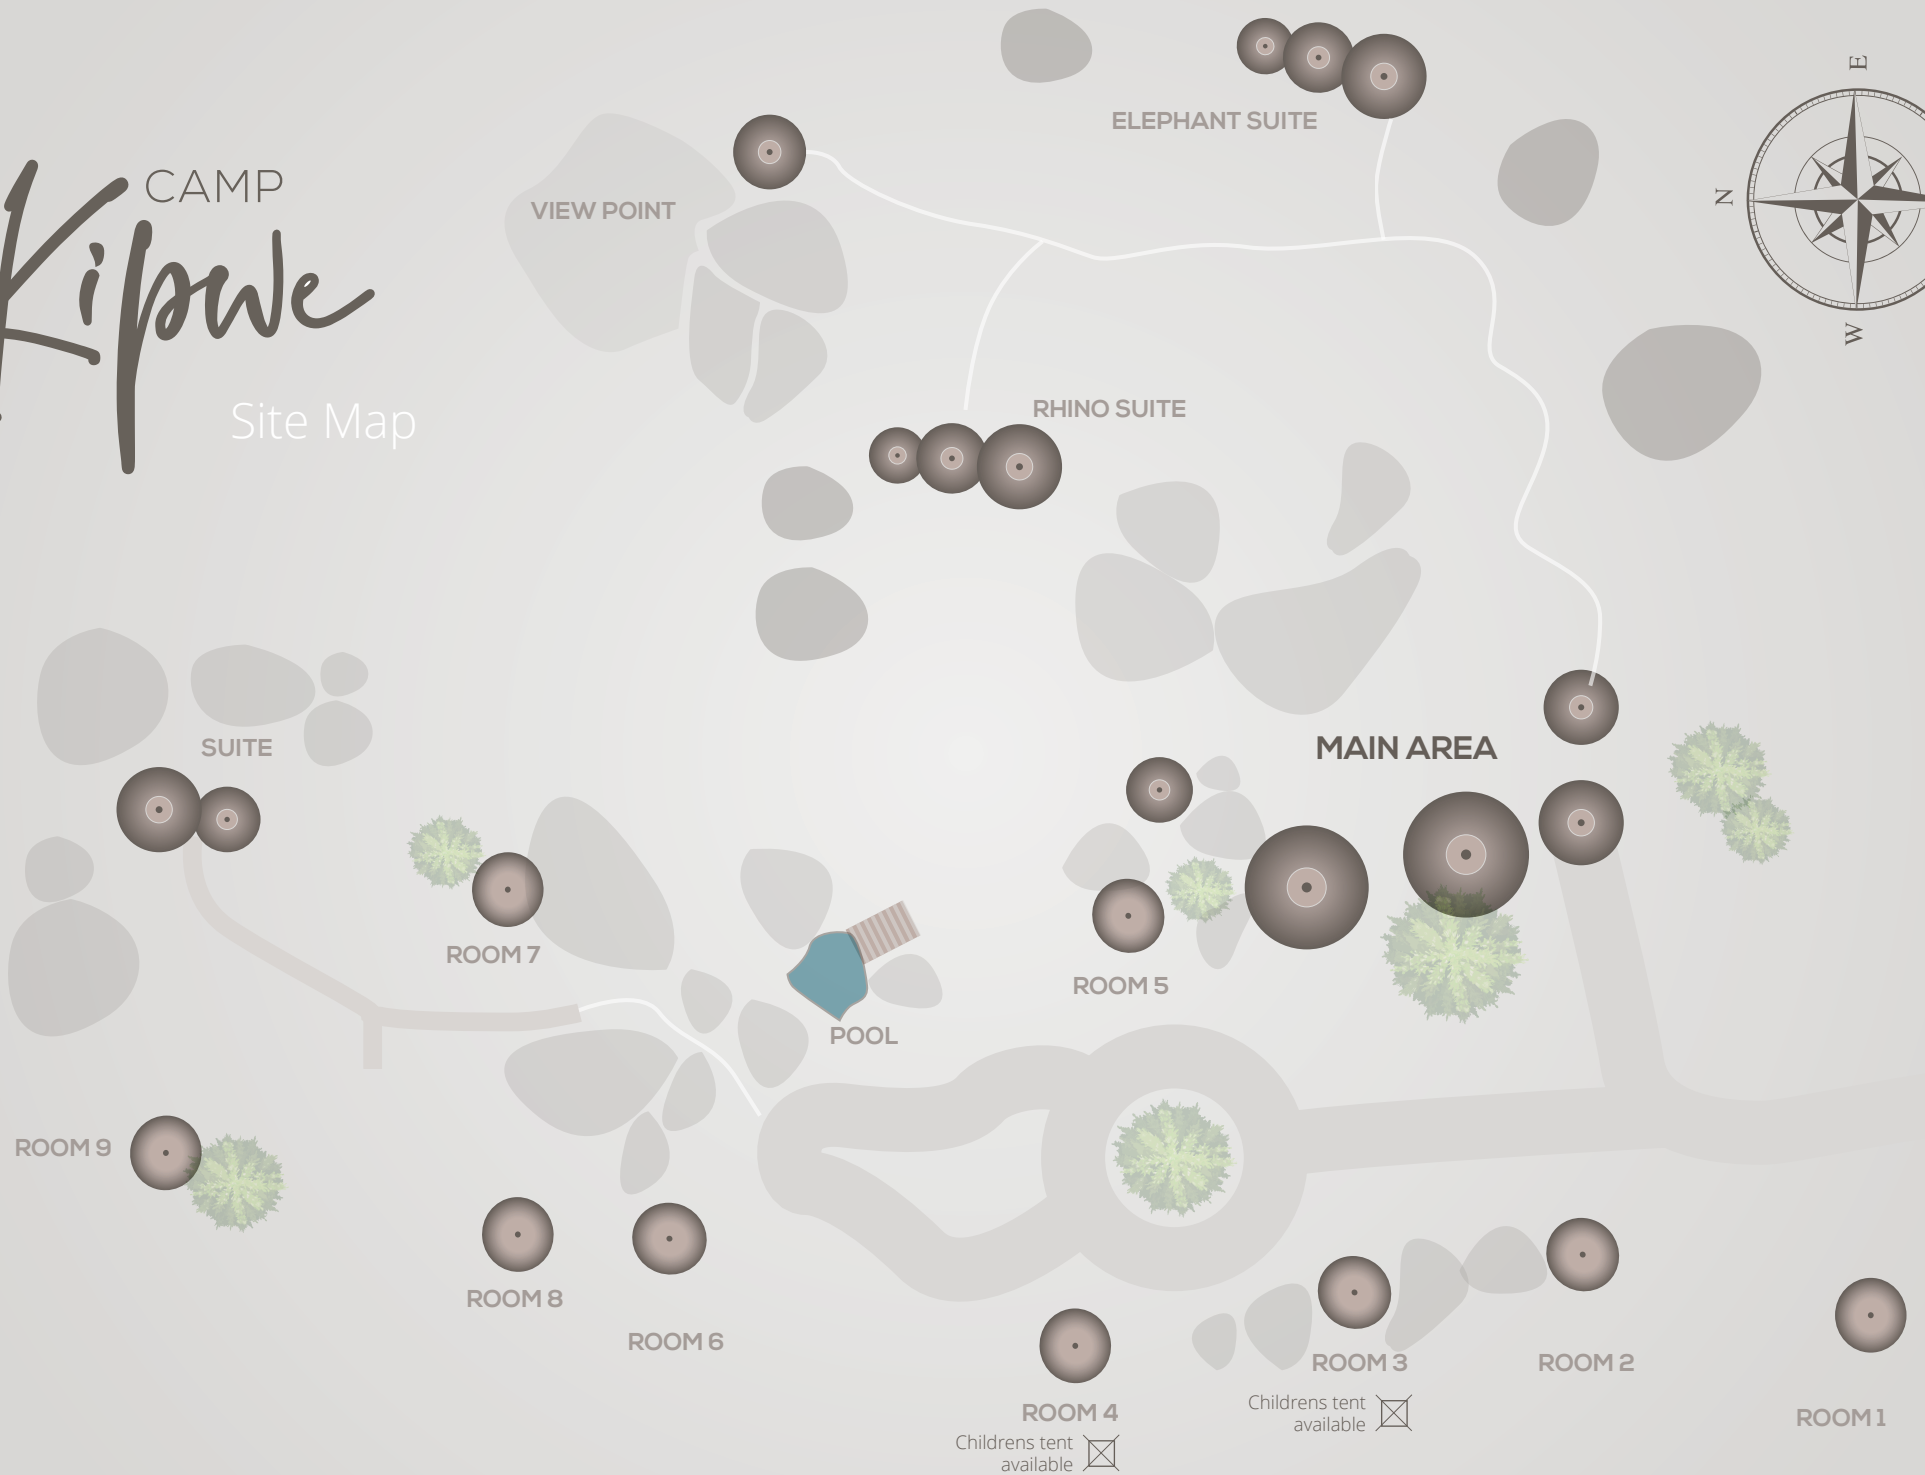 CAMP
Kipwe
Site Map
E
N
W
ELEPHANT SUITE
VIEW POINT
RHINO SUITE
SUITE
MAIN AREA
ROOM 7
ROOM 5
POOL
ROOM 9
ROOM 8
ROOM 6
ROOM 4
Childrens tent
available
ROOM 3
Childrens tent
available
ROOM 2
ROOM 1